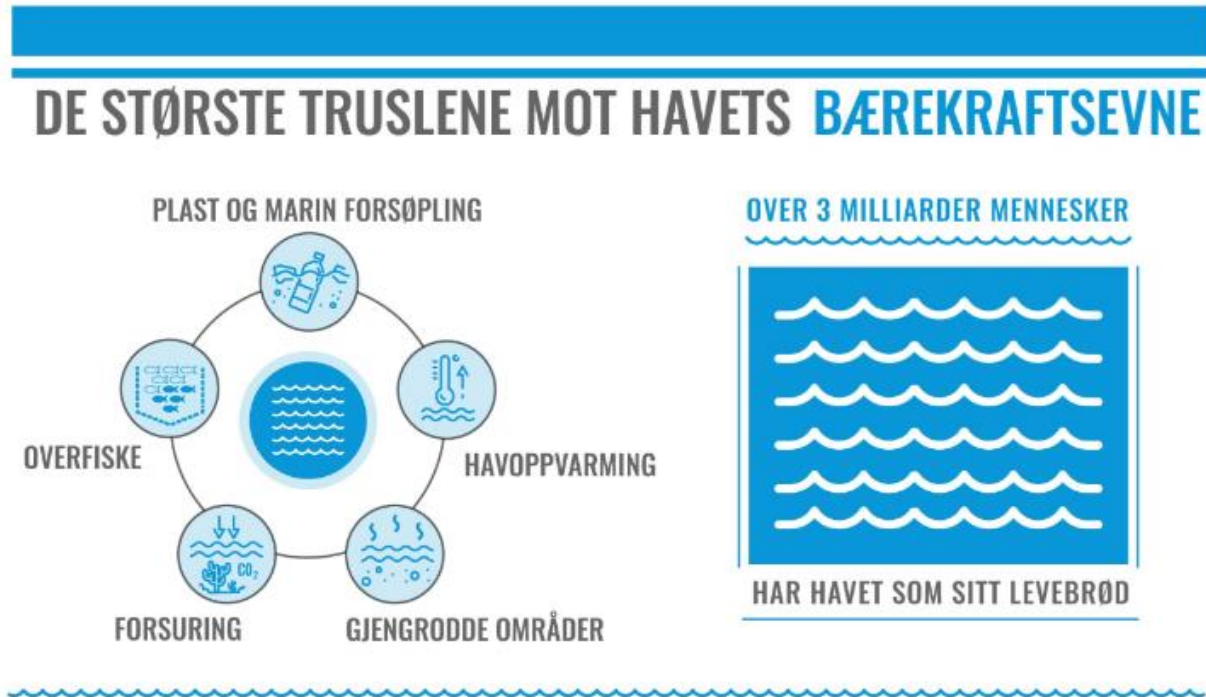 DE STØRSTE TRUSLENE MOT HAVETS BÆREKRAFTSEVNE
PLAST OG MARIN FORSØPLING
OVERFISKE
HAVOPPVARMING
CO₂
FORSURING
GJENGRODDE OMRÅDER
OVER 3 MILLIARDER MENNESKER
HAR HAVET SOM SITT LEVEBRØD